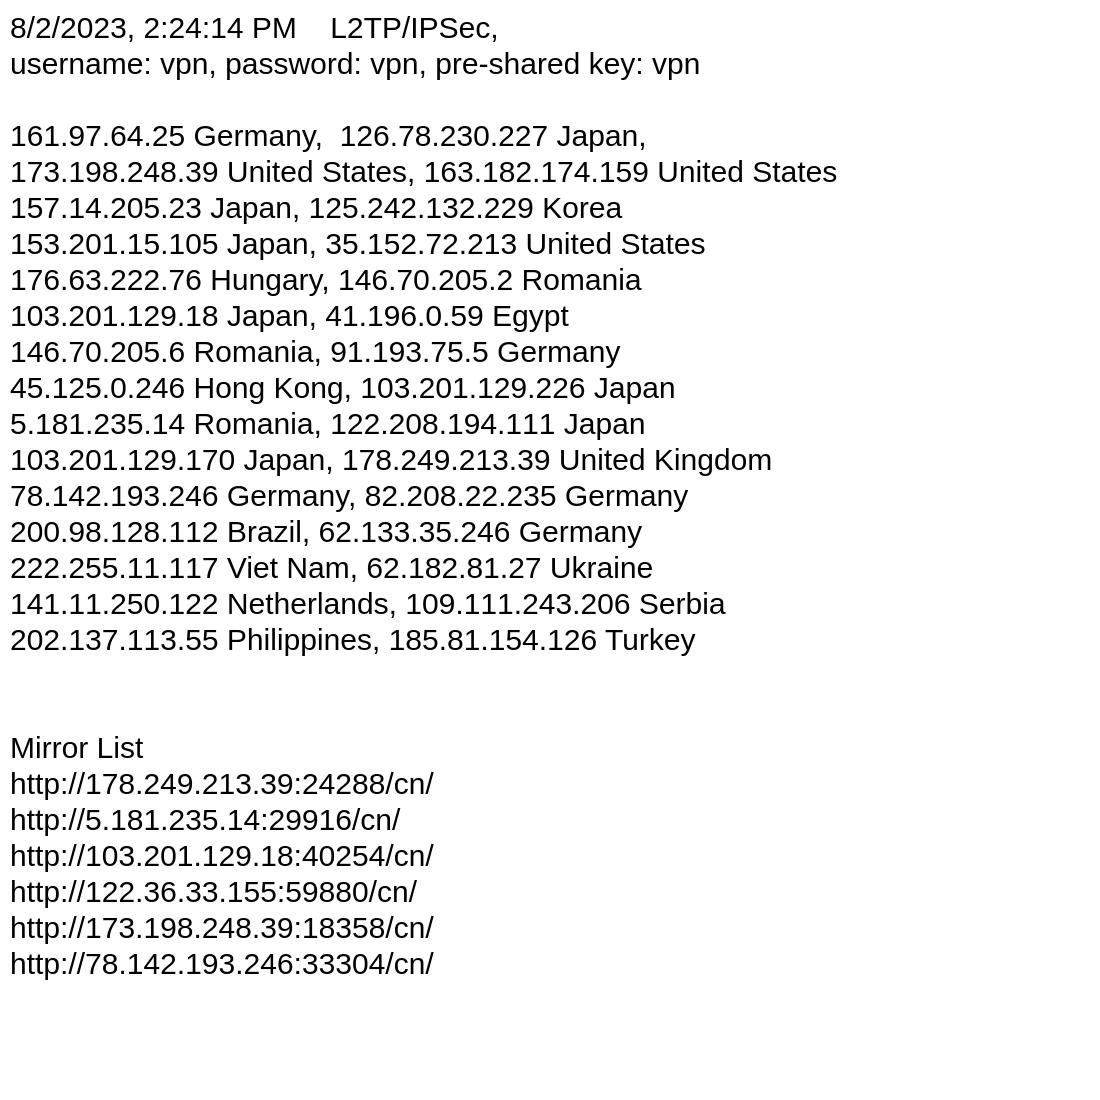 8/2/2023, 2:24:14 PM    L2TP/IPSec,
username: vpn, password: vpn, pre-shared key: vpn
161.97.64.25 Germany,  126.78.230.227 Japan,
173.198.248.39 United States, 163.182.174.159 United States
157.14.205.23 Japan, 125.242.132.229 Korea
153.201.15.105 Japan, 35.152.72.213 United States
176.63.222.76 Hungary, 146.70.205.2 Romania
103.201.129.18 Japan, 41.196.0.59 Egypt
146.70.205.6 Romania, 91.193.75.5 Germany
45.125.0.246 Hong Kong, 103.201.129.226 Japan
5.181.235.14 Romania, 122.208.194.111 Japan
103.201.129.170 Japan, 178.249.213.39 United Kingdom
78.142.193.246 Germany, 82.208.22.235 Germany
200.98.128.112 Brazil, 62.133.35.246 Germany
222.255.11.117 Viet Nam, 62.182.81.27 Ukraine
141.11.250.122 Netherlands, 109.111.243.206 Serbia
202.137.113.55 Philippines, 185.81.154.126 Turkey
Mirror List
http://178.249.213.39:24288/cn/
http://5.181.235.14:29916/cn/
http://103.201.129.18:40254/cn/
http://122.36.33.155:59880/cn/
http://173.198.248.39:18358/cn/
http://78.142.193.246:33304/cn/